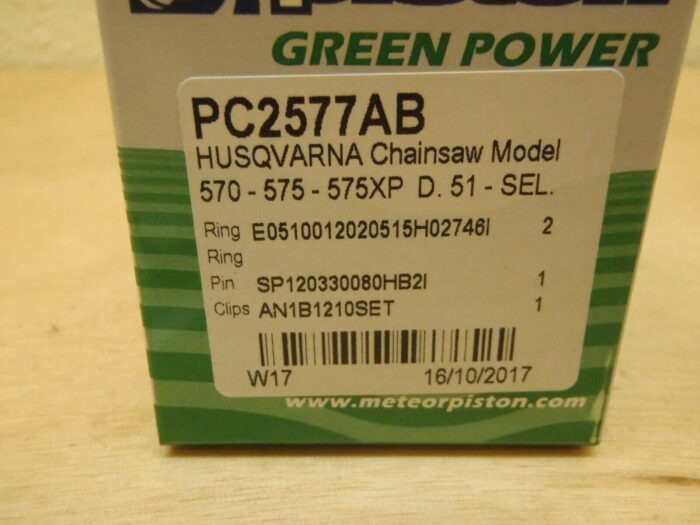 piston
GREEN POWER
PC2577AB
HUSQVARNA Chainsaw Model
570 - 575 - 575XP D. 51 - SEL.
Ring E0510012020515H02746I 2
Ring
Pin SP120330080HB2I 1
Clips AN1B1210SET 1
W17 16/10/2017
www.meteorpiston.com